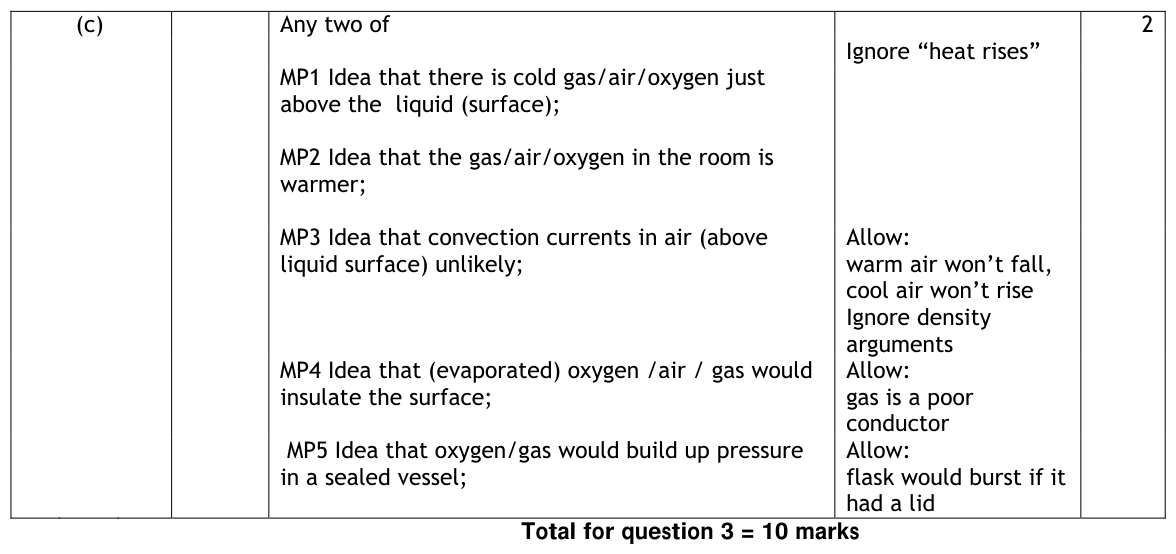 (c)
Any two of
2
Ignore “heat rises”
MP1 Idea that there is cold gas/air/oxygen just
above the liquid (surface);
MP2 Idea that the gas/air/oxygen in the room is
warmer;
MP3 Idea that convection currents in air (above
liquid surface) unlikely;
Allow:
warm air won’t fall,
cool air won’t rise
Ignore density
arguments
MP4 Idea that (evaporated) oxygen /air / gas would
insulate the surface;
Allow:
gas is a poor
conductor
MP5 Idea that oxygen/gas would build up pressure
in a sealed vessel;
Allow:
flask would burst if it
had a lid
Total for question 3 = 10 marks